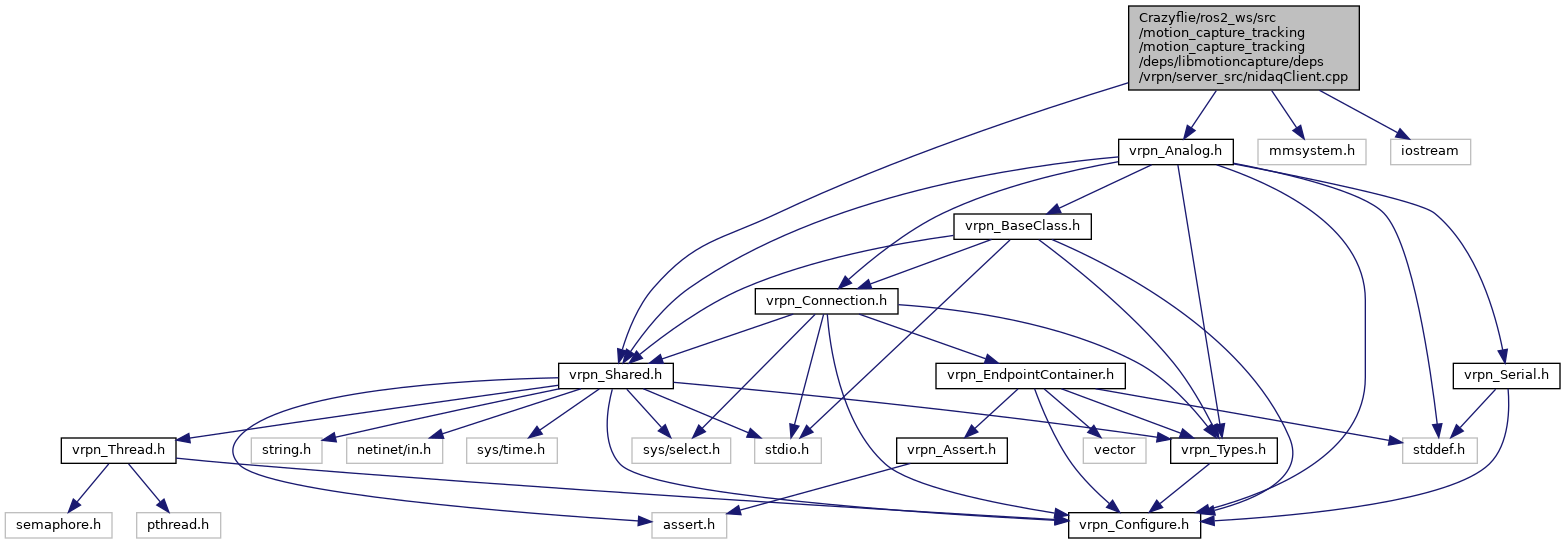 Crazyflie/ros2_ws/src
/motion_capture_tracking
/motion_capture_tracking
/deps/libmotioncapture/deps
/vrpn/server_src/nidaqClient.cpp
vrpn_Analog.h
mmsystem.h
iostream
vrpn_BaseClass.h
vrpn_Connection.h
vrpn_Shared.h
vrpn_EndpointContainer.h
vrpn_Serial.h
vrpn_Thread.h
string.h
netinet/in.h
sys/time.h
sys/select.h
stdio.h
vrpn_Assert.h
vector
vrpn_Types.h
stddef.h
semaphore.h
pthread.h
assert.h
vrpn_Configure.h